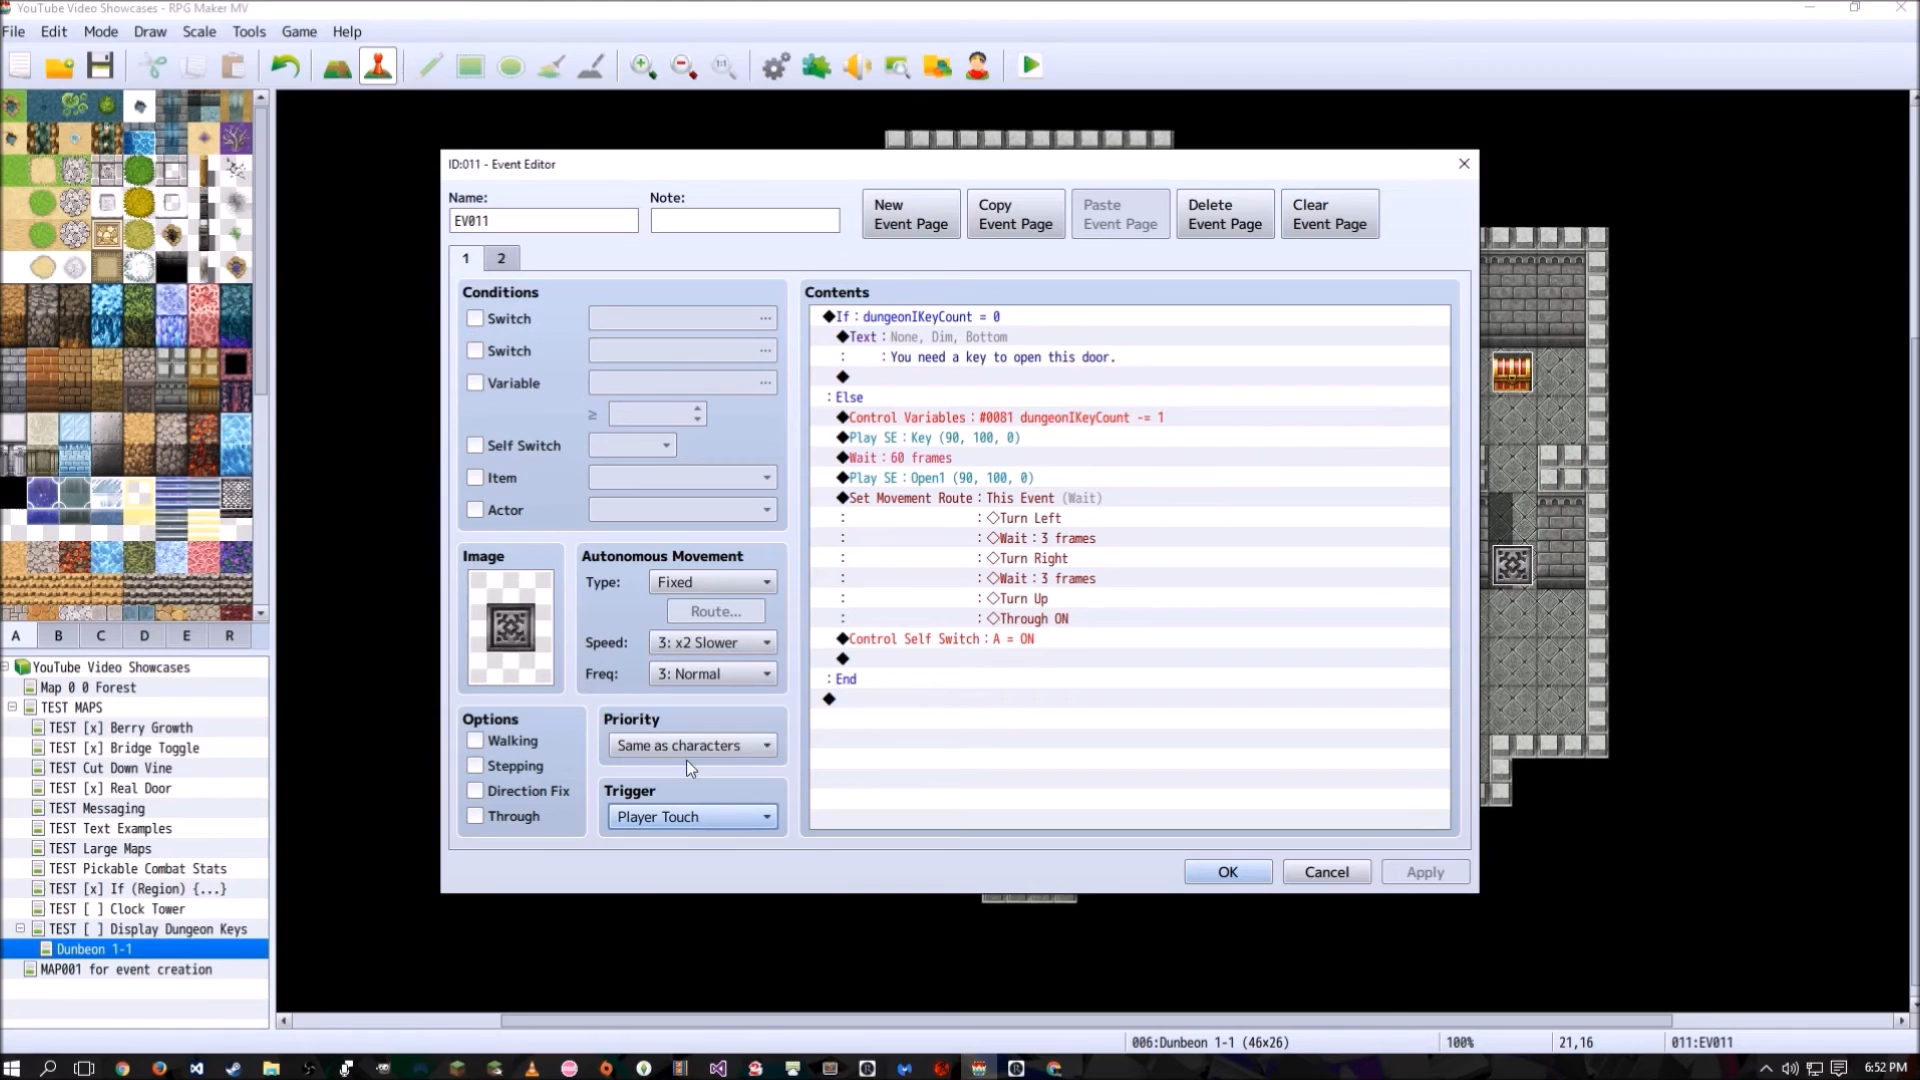 YouTube Video Showcases - RPG Maker MV
File Edit Mode Draw Scale Tools Game Help
ID:011 - Event Editor
Name: Note:
EV011
New Event Page
Copy Event Page
Paste Event Page
Delete Event Page
Clear Event Page
1 2
Conditions
Switch ...
Switch ...
Variable ...
≥
Self Switch
Item
Actor
Image
Autonomous Movement
Type: Fixed
Route...
Speed: 3: x2 Slower
Freq: 3: Normal
Options
Walking
Stepping
Direction Fix
Through
Priority
Same as characters
Trigger
Player Touch
Contents
◆If : dungeonIKeyCount = 0
◆Text : None, Dim, Bottom
: : You need a key to open this door.
◆
: Else
◆Control Variables : #0081 dungeonIKeyCount -= 1
◆Play SE : Key (90, 100, 0)
◆Wait : 60 frames
◆Play SE : Open1 (90, 100, 0)
◆Set Movement Route : This Event (Wait)
: : ◇Turn Left
: : ◇Wait : 3 frames
: : ◇Turn Right
: : ◇Wait : 3 frames
: : ◇Turn Up
: : ◇Through ON
◆Control Self Switch : A = ON
◆
: End
◆
OK Cancel Apply
A B C D E R
YouTube Video Showcases
Map 0 0 Forest
TEST MAPS
TEST [x] Berry Growth
TEST [x] Bridge Toggle
TEST Cut Down Vine
TEST [x] Real Door
TEST Messaging
TEST Text Examples
TEST Large Maps
TEST Pickable Combat Stats
TEST [x] If (Region) {...}
TEST [ ] Clock Tower
TEST [ ] Display Dungeon Keys
Dunbeon 1-1
MAP001 for event creation
006:Dunbeon 1-1 (46x26) 100% 21,16 011:EV011
6:52 PM